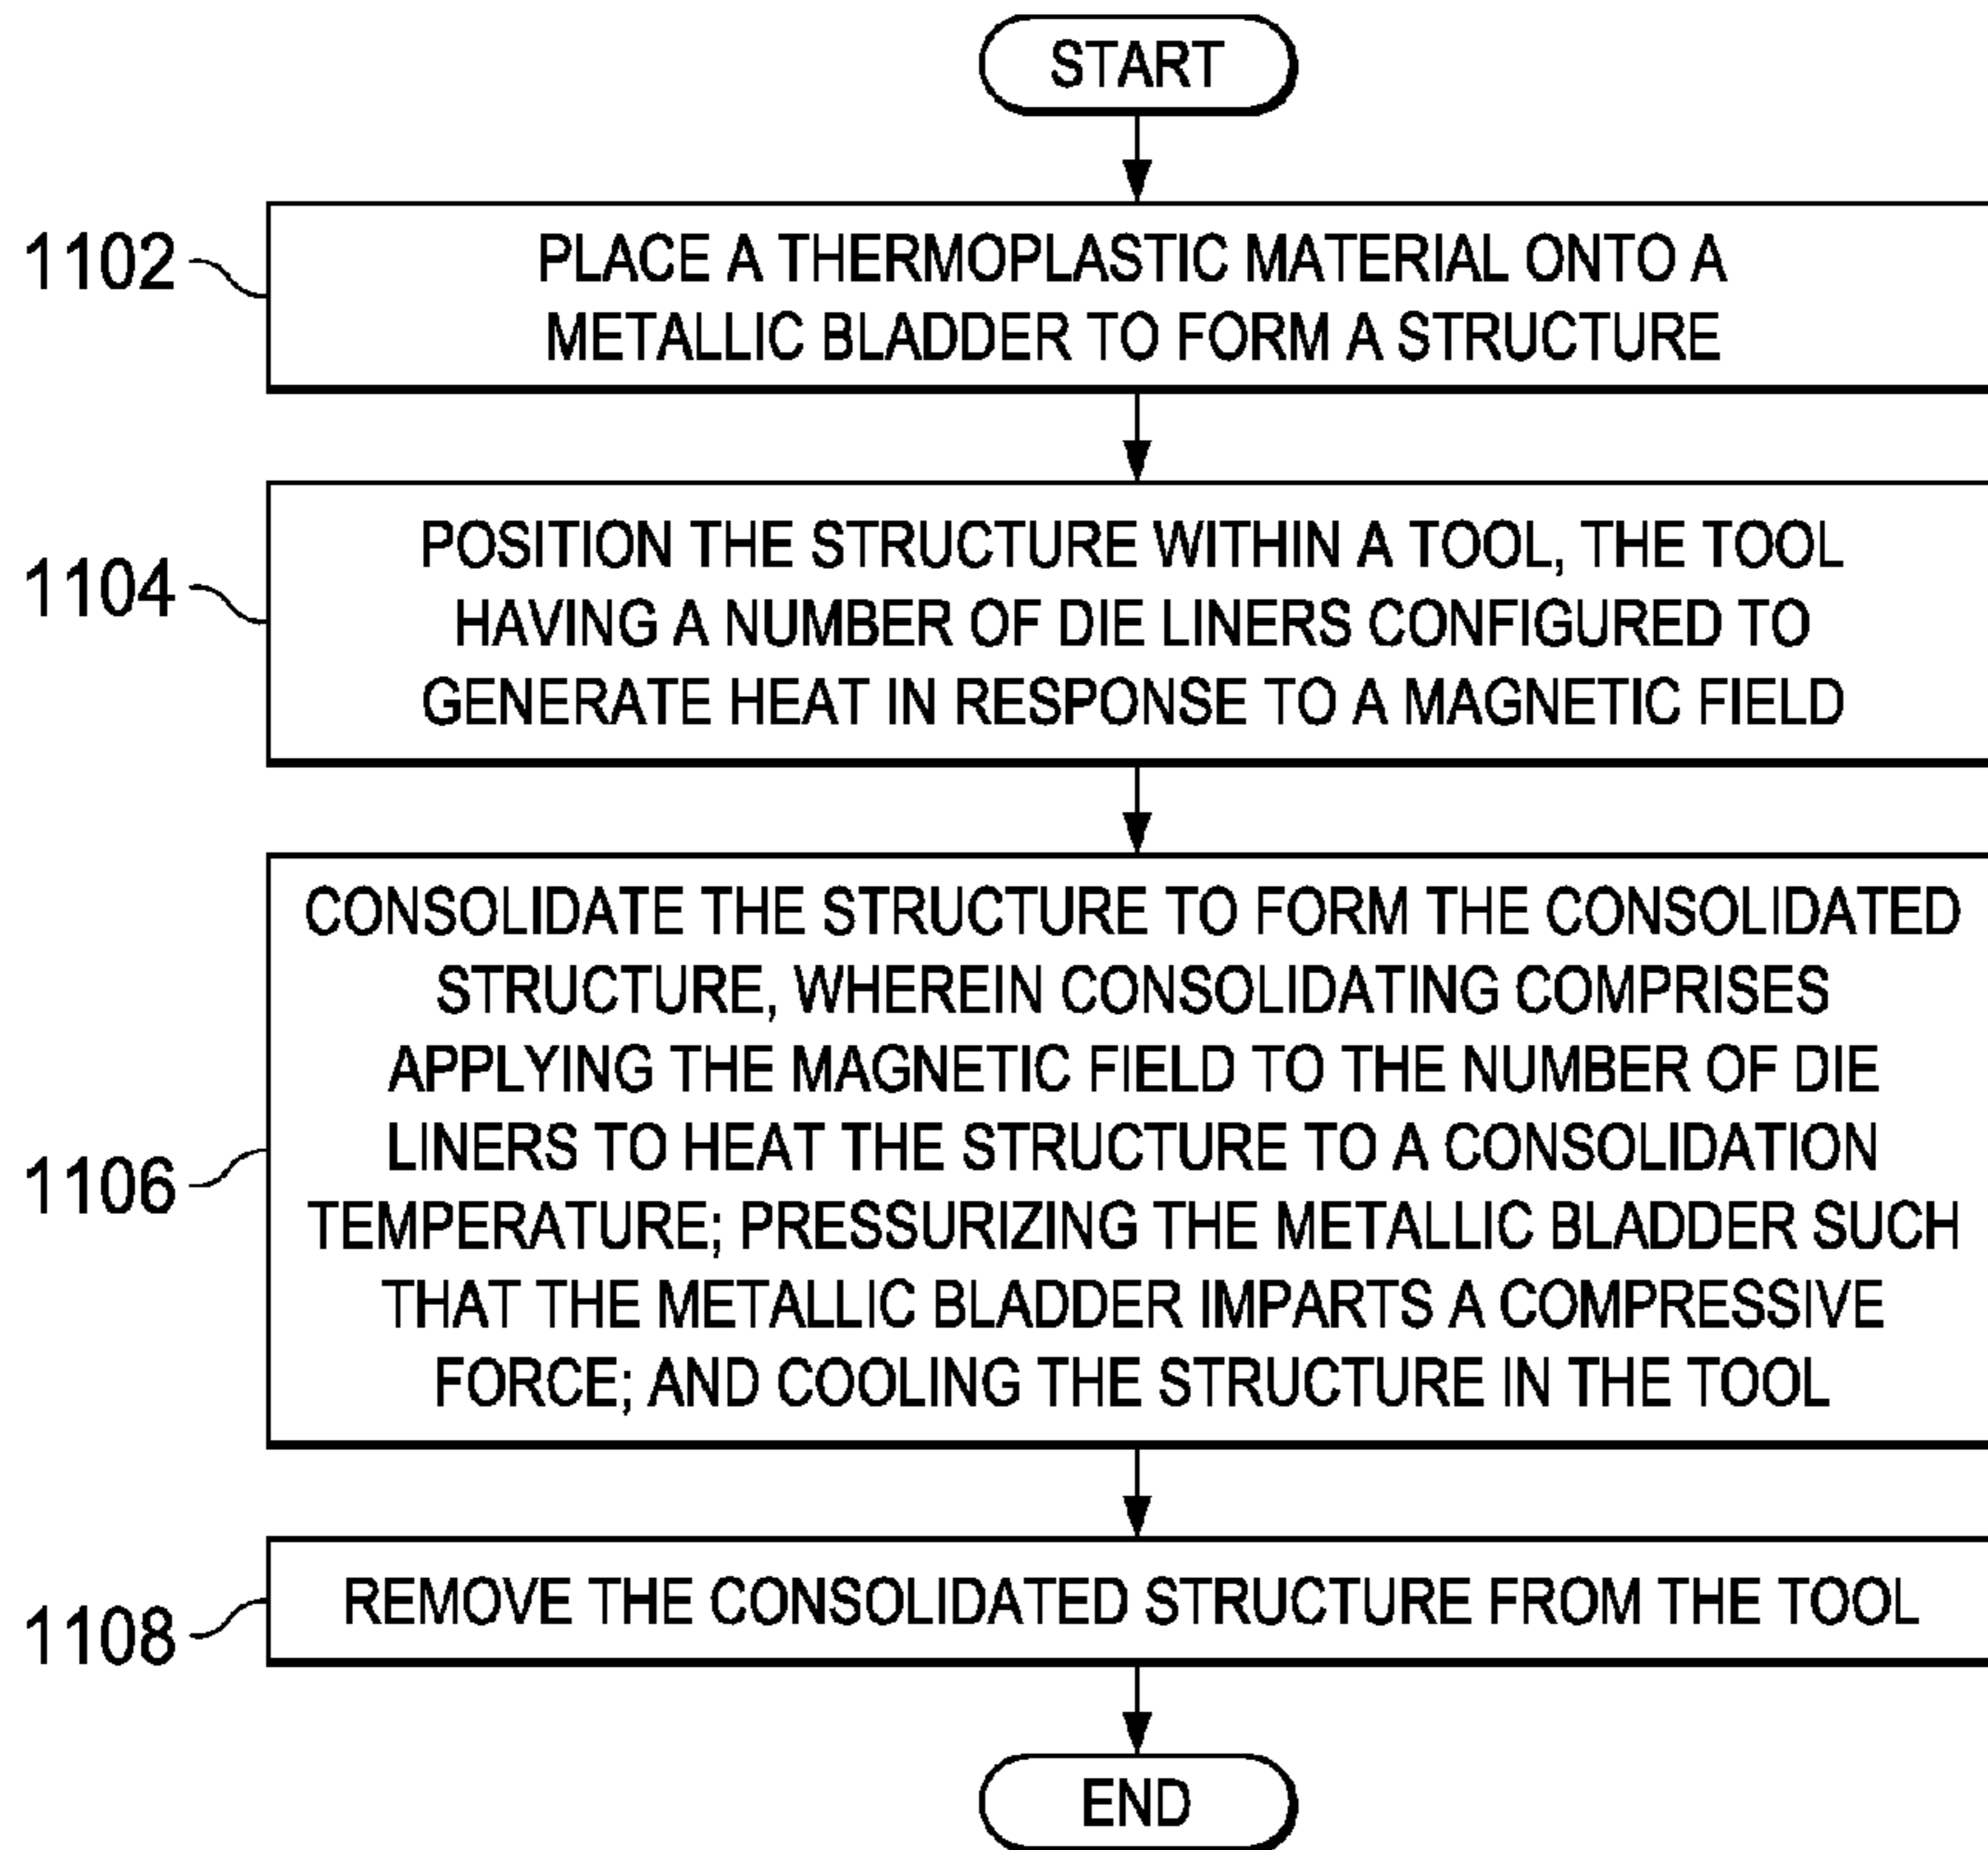 START
1102
PLACE A THERMOPLASTIC MATERIAL ONTO A
METALLIC BLADDER TO FORM A STRUCTURE
1104
POSITION THE STRUCTURE WITHIN A TOOL, THE TOOL
HAVING A NUMBER OF DIE LINERS CONFIGURED TO
GENERATE HEAT IN RESPONSE TO A MAGNETIC FIELD
1106
CONSOLIDATE THE STRUCTURE TO FORM THE CONSOLIDATED
STRUCTURE, WHEREIN CONSOLIDATING COMPRISES
APPLYING THE MAGNETIC FIELD TO THE NUMBER OF DIE
LINERS TO HEAT THE STRUCTURE TO A CONSOLIDATION
TEMPERATURE; PRESSURIZING THE METALLIC BLADDER SUCH
THAT THE METALLIC BLADDER IMPARTS A COMPRESSIVE
FORCE; AND COOLING THE STRUCTURE IN THE TOOL
1108
REMOVE THE CONSOLIDATED STRUCTURE FROM THE TOOL
END